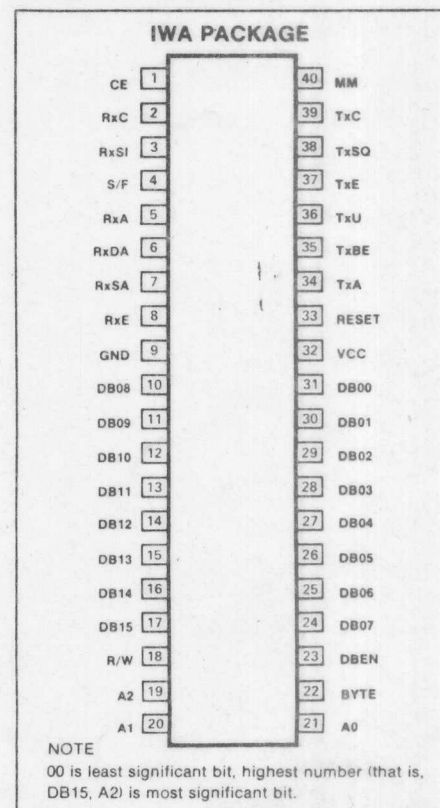 IWA PACKAGE
CE 1 40 MM
RxC 2 39 TxC
RxSI 3 38 TxSQ
S/F 4 37 TxE
RxA 5 36 TxU
RxDA 6 35 TxBE
RxSA 7 34 TxA
RxE 8 33 RESET
GND 9 32 VCC
DB08 10 31 DB00
DB09 11 30 DB01
DB10 12 29 DB02
DB11 13 28 DB03
DB12 14 27 DB04
DB13 15 26 DB05
DB14 16 25 DB06
DB15 17 24 DB07
R/W 18 23 DBEN
A2 19 22 BYTE
A1 20 21 A0
NOTE
00 is least significant bit, highest number (that is,
DB15, A2) is most significant bit.